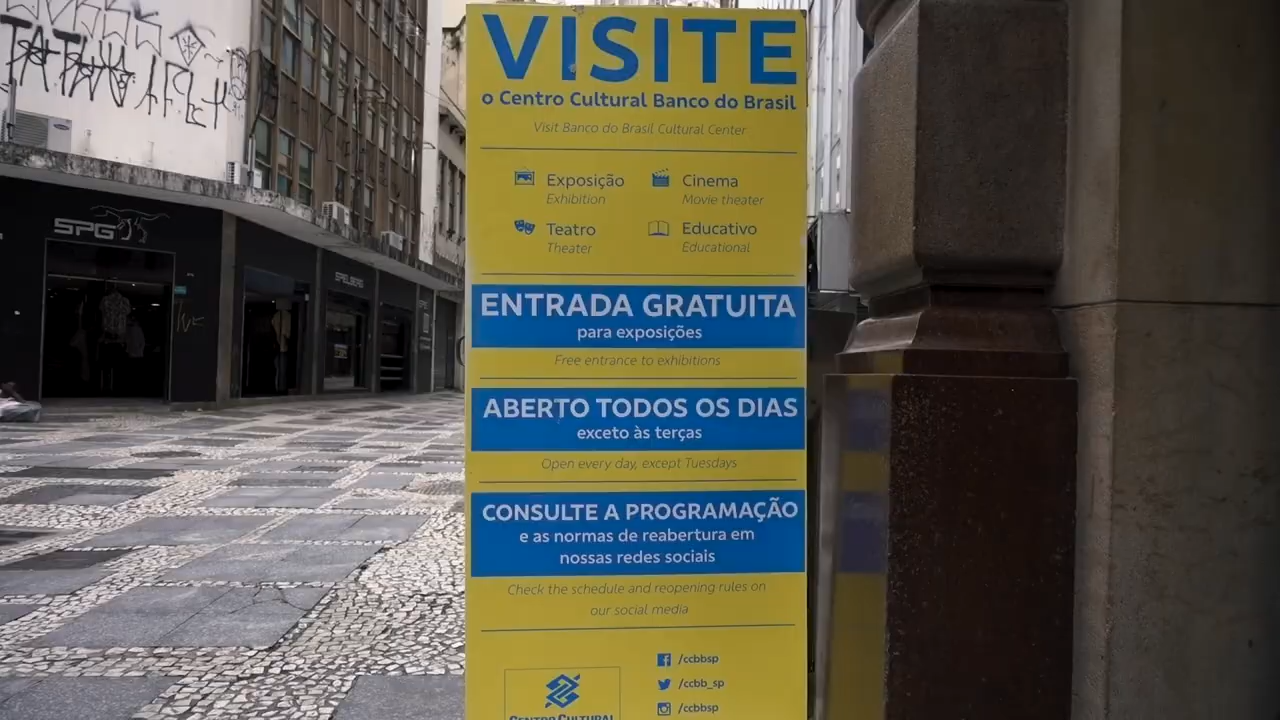 VISITE
o Centro Cultural Banco do Brasil
Visit Banco do Brasil Cultural Center
Exposição
Exhibition
Cinema
Movie theater
Teatro
Theater
Educativo
Educational
ENTRADA GRATUITA
para exposições
Free entrance to exhibitions
ABERTO TODOS OS DIAS
exceto às terças
Open every day, except Tuesdays
CONSULTE A PROGRAMAÇÃO
e as normas de reabertura em
nossas redes sociais
Check the schedule and reopening rules on
our social media
/ccbbsp
/ccbb_sp
/ccbbsp
CENTRO CULTURAL
SPG
SPIELBERG